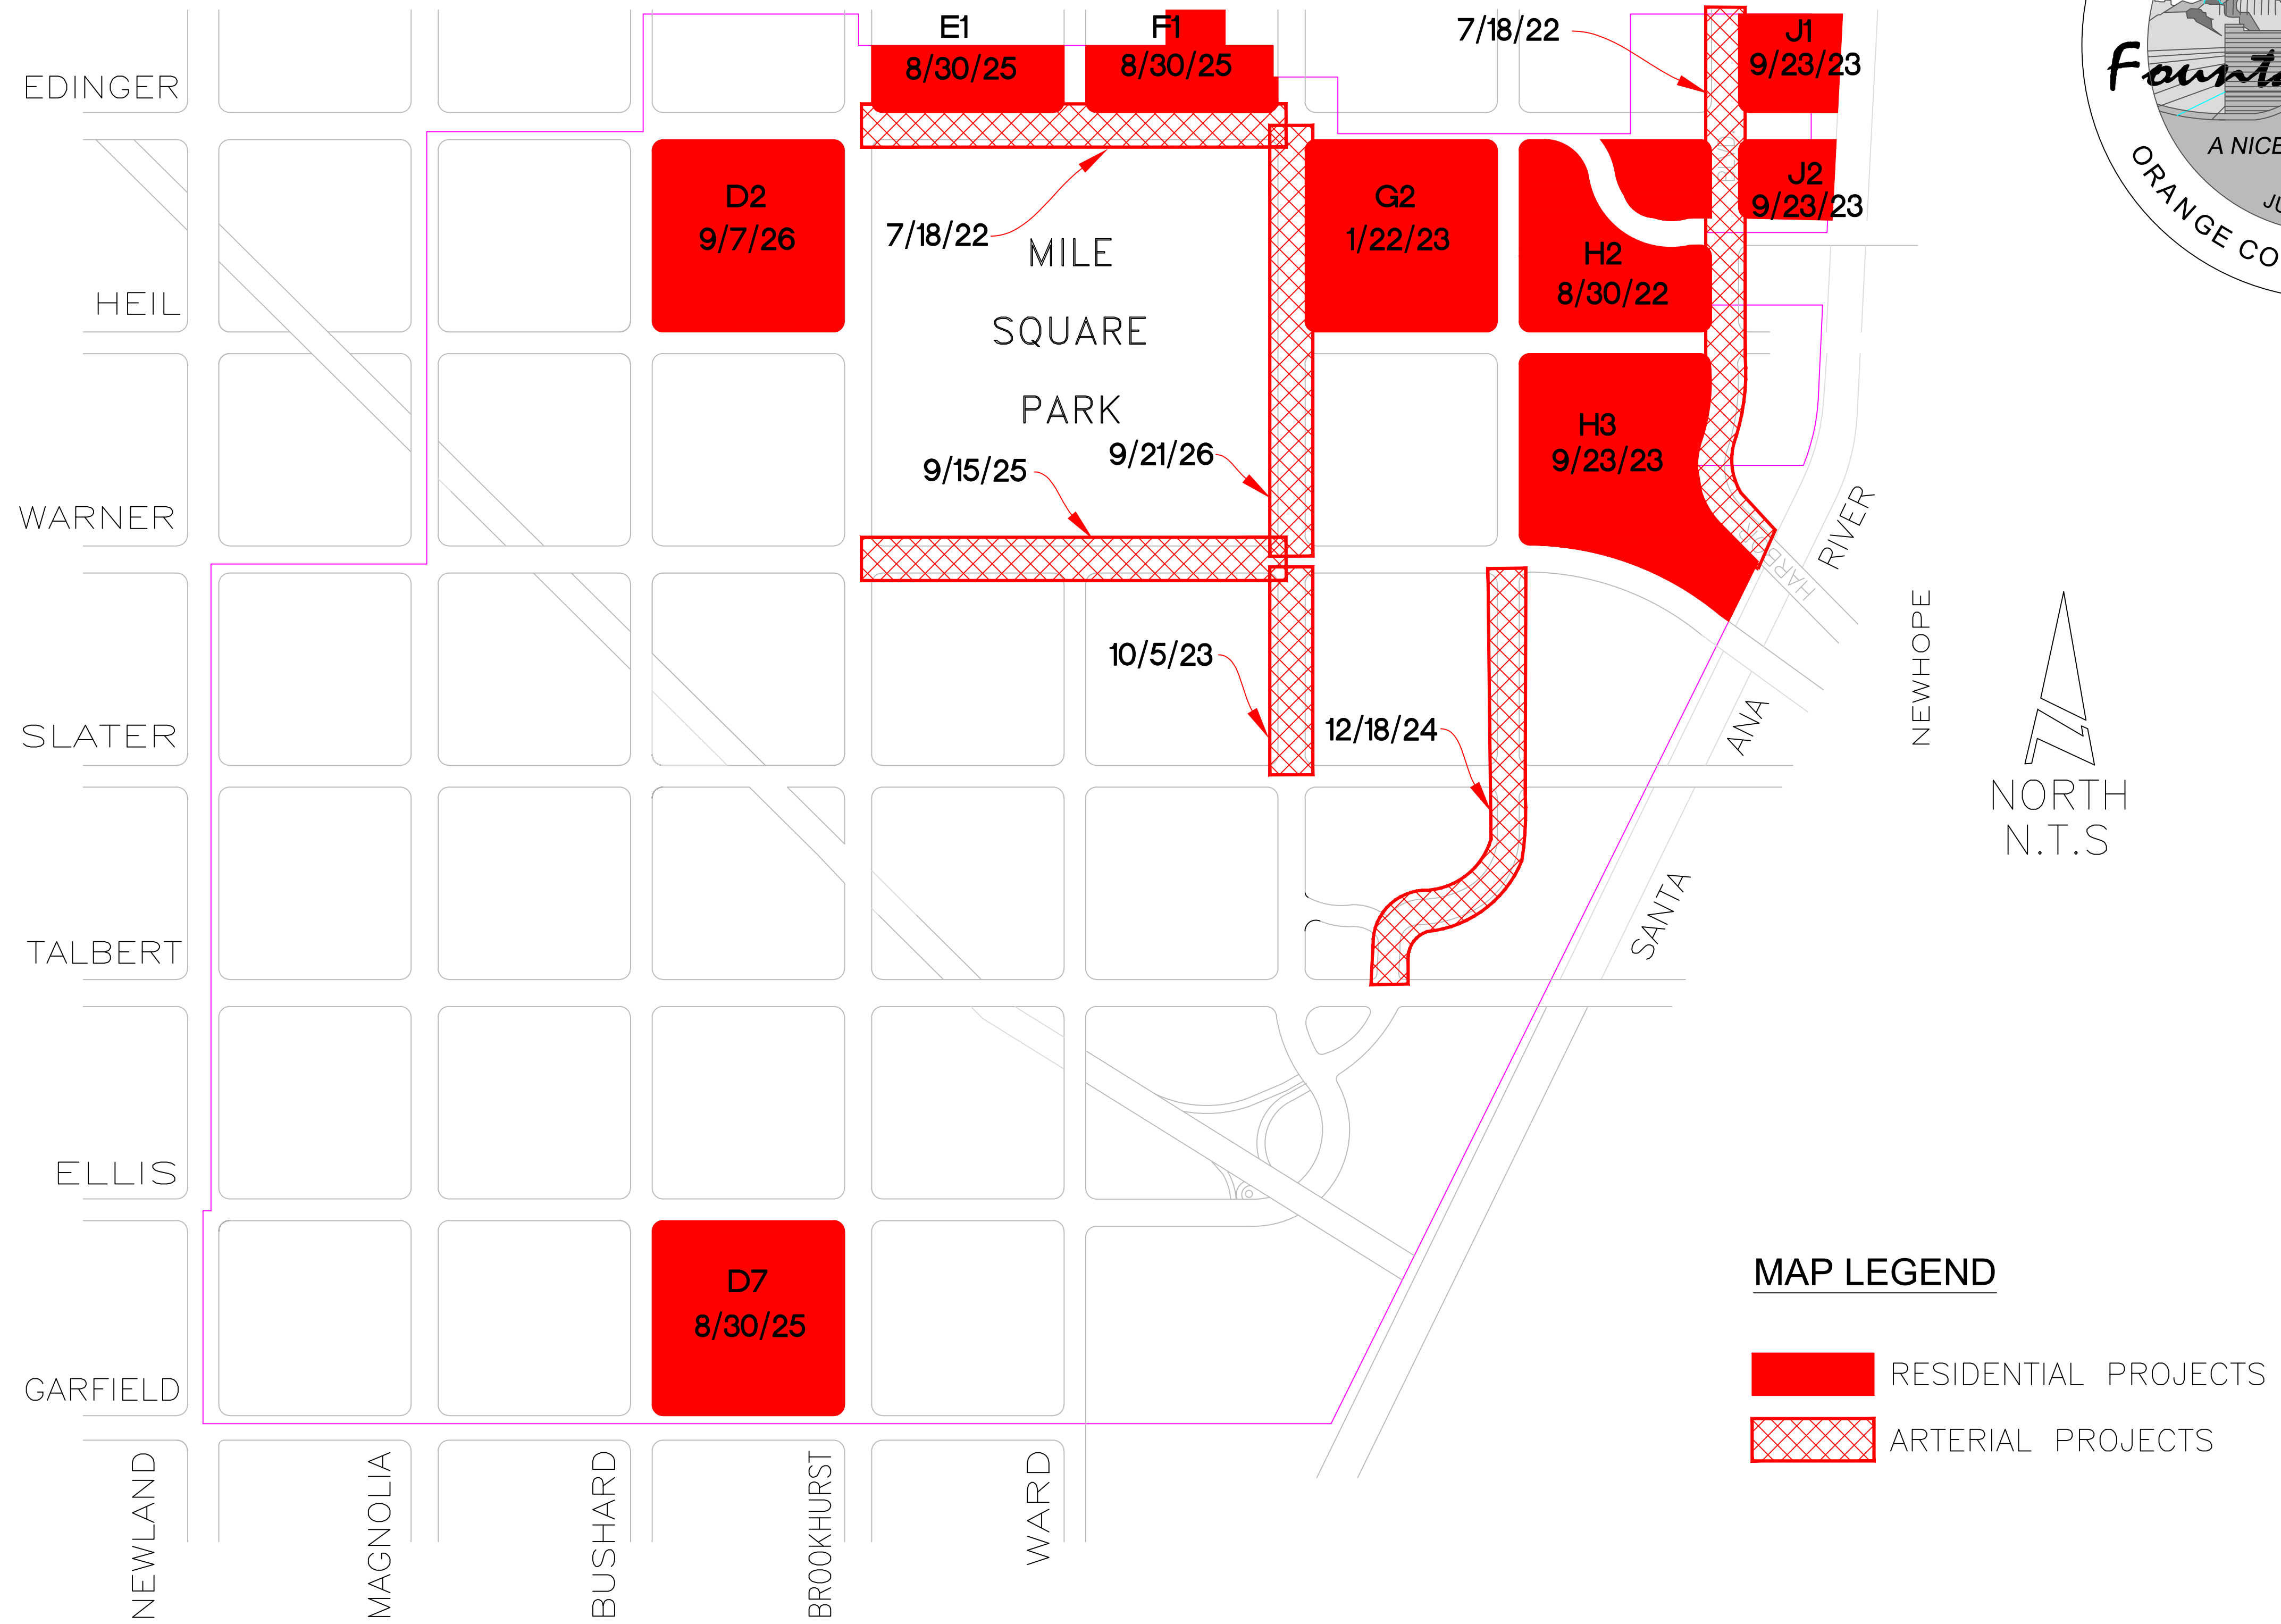 E1
8/30/25
F1
8/30/25
7/18/22
J1
9/23/23
EDINGER
A NICE
ORANGE CO
D2
9/7/26
7/18/22
MILE
SQUARE
PARK
G2
1/22/23
H2
8/30/22
J2
9/23/23
HEIL
9/15/25
9/21/26
H3
9/23/23
WARNER
HARBOR
RIVER
NEWHOPE
10/5/23
12/18/24
SLATER
ANA
SANTA
NORTH
N.T.S
TALBERT
ELLIS
D7
8/30/25
GARFIELD
MAP LEGEND
RESIDENTIAL PROJECTS
ARTERIAL PROJECTS
NEWLAND
MAGNOLIA
BUSHARD
BROOKHURST
WARD